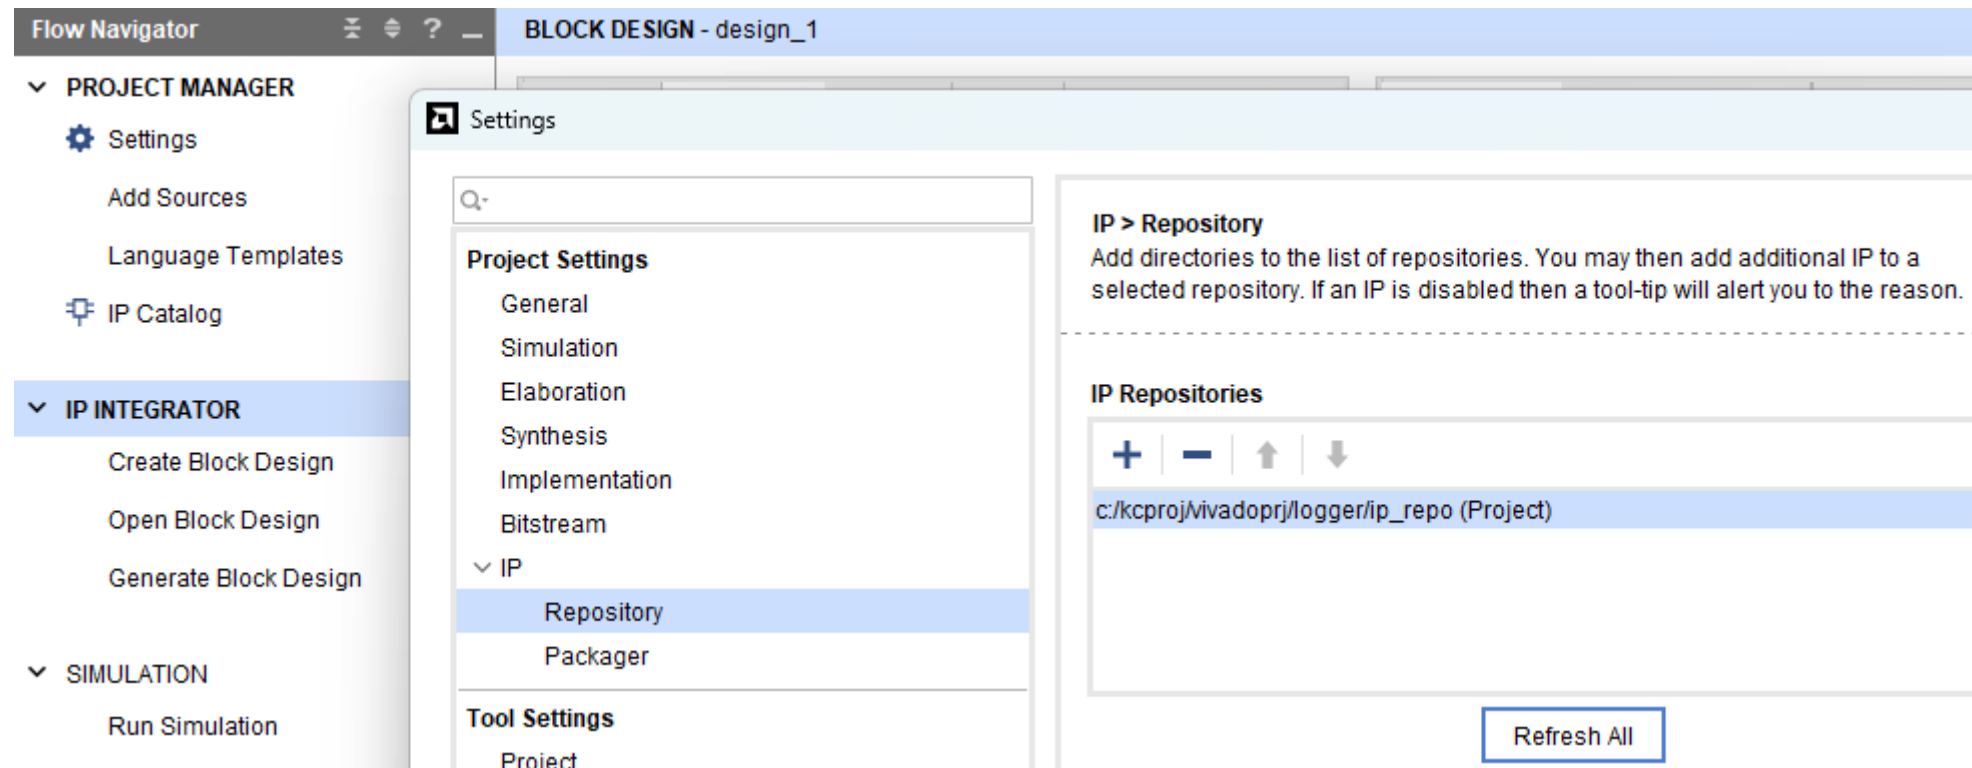 Flow Navigator
?
BLOCK DESIGN - design_1
PROJECT MANAGER
Settings
Add Sources
Language Templates
IP Catalog
IP INTEGRATOR
Create Block Design
Open Block Design
Generate Block Design
SIMULATION
Run Simulation
Settings
Project Settings
General
Simulation
Elaboration
Synthesis
Implementation
Bitstream
IP
Repository
Packager
Tool Settings
Project
IP > Repository
Add directories to the list of repositories. You may then add additional IP to a
selected repository. If an IP is disabled then a tool-tip will alert you to the reason.
IP Repositories
c:/kcproj/vivadoprj/logger/ip_repo (Project)
Refresh All